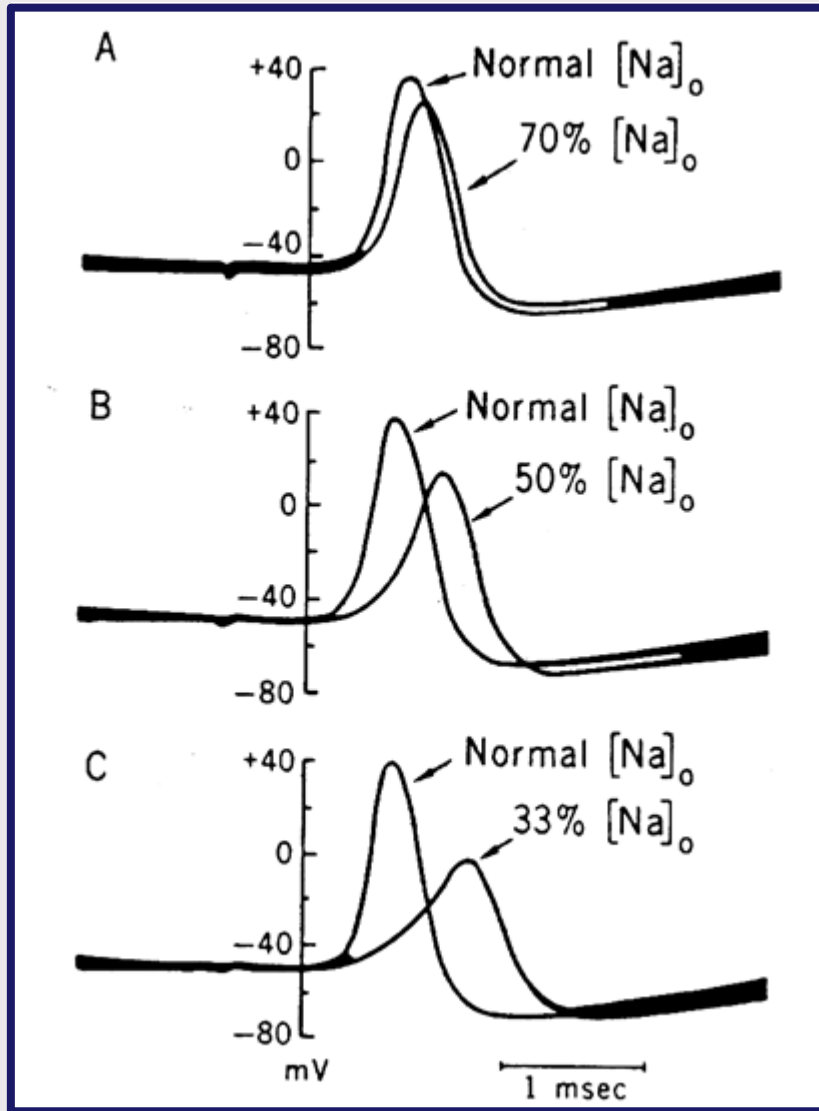 A
+40
Normal [Na]o
70% [Na]o
0
−40
−80
B
+40
Normal [Na]o
50% [Na]o
0
−40
−80
C
+40
Normal [Na]o
33% [Na]o
0
−40
−80
mV
1 msec